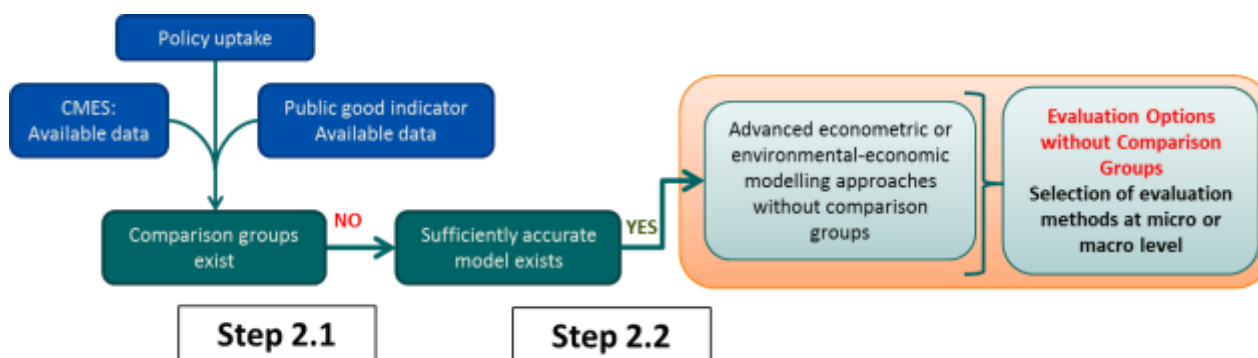 Policy uptake
CMES:
Available data
Public good indicator
Available data
Comparison groups
exist
NO
Sufficiently accurate
model exists
YES
Advanced econometric or
environmental-economic
modelling approaches
without comparison
groups
Evaluation Options
without Comparison
Groups
Selection of evaluation
methods at micro or
macro level
Step 2.1
Step 2.2